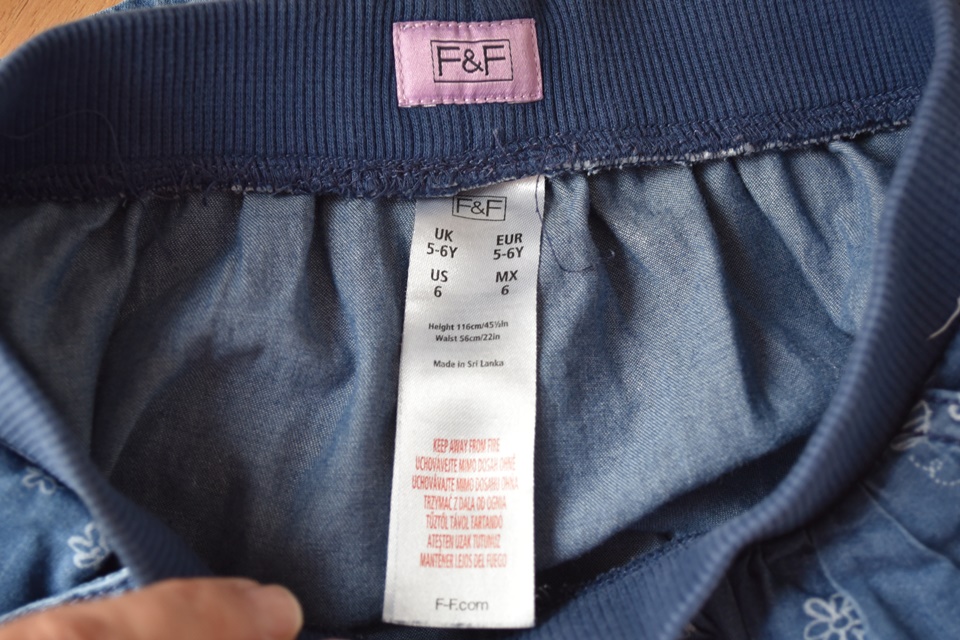 F&F
F&F
UK EUR
5-6Y 5-6Y
US MX
6 6
Height 116cm/45½in
Waist 56cm/22in
Made in Sri Lanka
KEEP AWAY FROM FIRE
UCHOVÁVEJTE MIMO DOSAH OHNĚ
UCHOVÁVAJTE MIMO DOSAHU OHŇA
TRZYMAĆ Z DALA OD OGNIA
TŰZTŐL TÁVOL TARTANDÓ
ATEŞTEN UZAK TUTUNUZ
MANTENER LEJOS DEL FUEGO
F-F.com